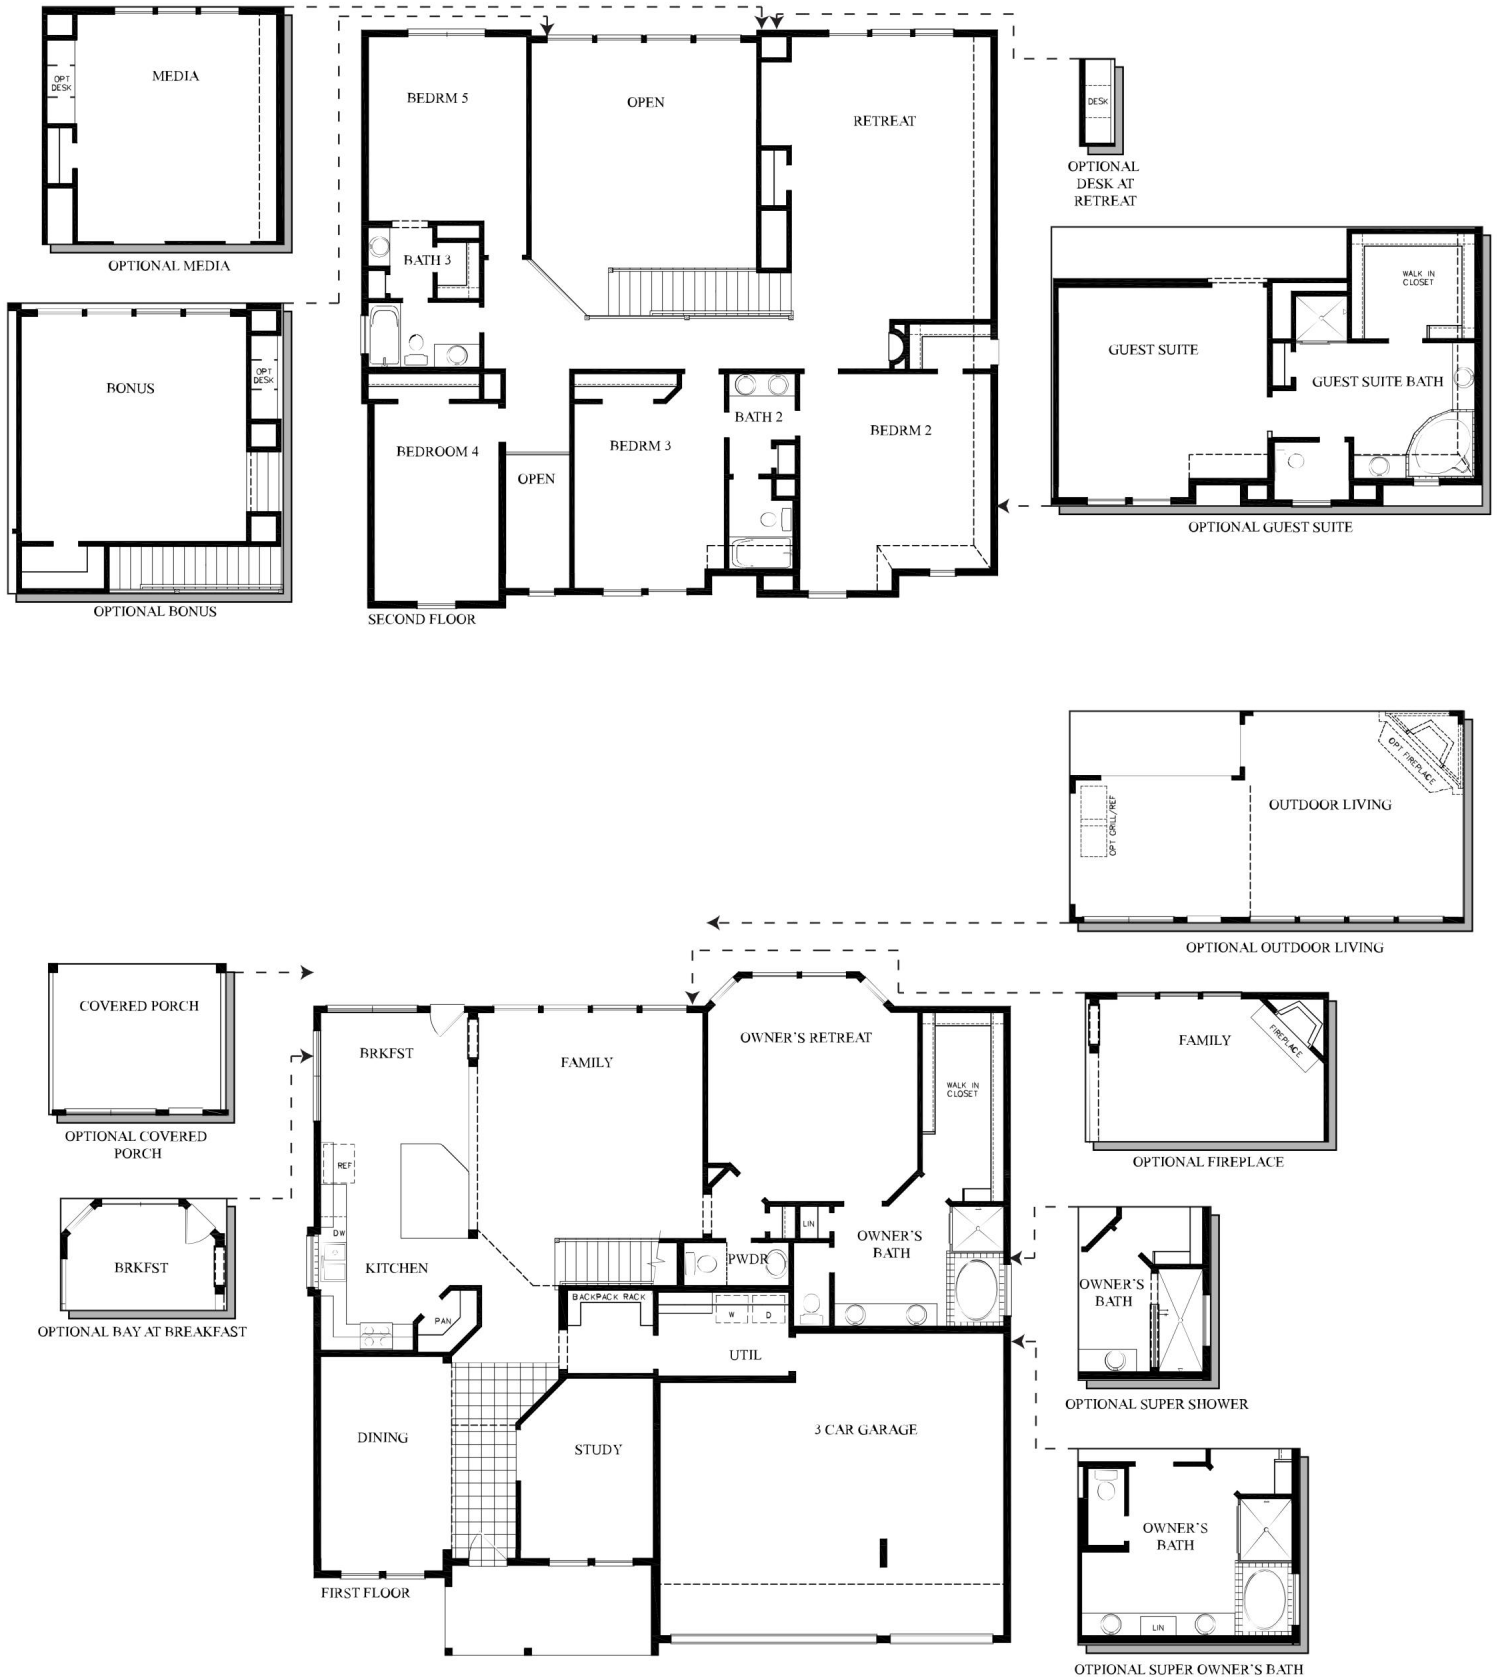 MEDIA
OPT
DESK
OPTIONAL MEDIA
BONUS
OPT
DESK
OPTIONAL BONUS
BEDRM 5
OPEN
RETREAT
BATH 3
BEDROOM 4
OPEN
BEDRM 3
BATH 2
BEDRM 2
SECOND FLOOR
DESK
OPTIONAL
DESK AT
RETREAT
WALK IN
CLOSET
GUEST SUITE
GUEST SUITE BATH
OPTIONAL GUEST SUITE
OPT FIREPLACE
OUTDOOR LIVING
OPT GRILL/REF
OPTIONAL OUTDOOR LIVING
COVERED PORCH
OPTIONAL COVERED
PORCH
BRKFST
OPTIONAL BAY AT BREAKFAST
BRKFST
FAMILY
OWNER'S RETREAT
WALK IN
CLOSET
REF
DW
KITCHEN
PAN
LIN
OWNER'S
BATH
PWDR
BACKPACK RACK
W
D
UTIL
DINING
STUDY
3 CAR GARAGE
FIRST FLOOR
FAMILY
FIREPLACE
OPTIONAL FIREPLACE
OWNER'S
BATH
OPTIONAL SUPER SHOWER
OWNER'S
BATH
LIN
OTPIONAL SUPER OWNER'S BATH